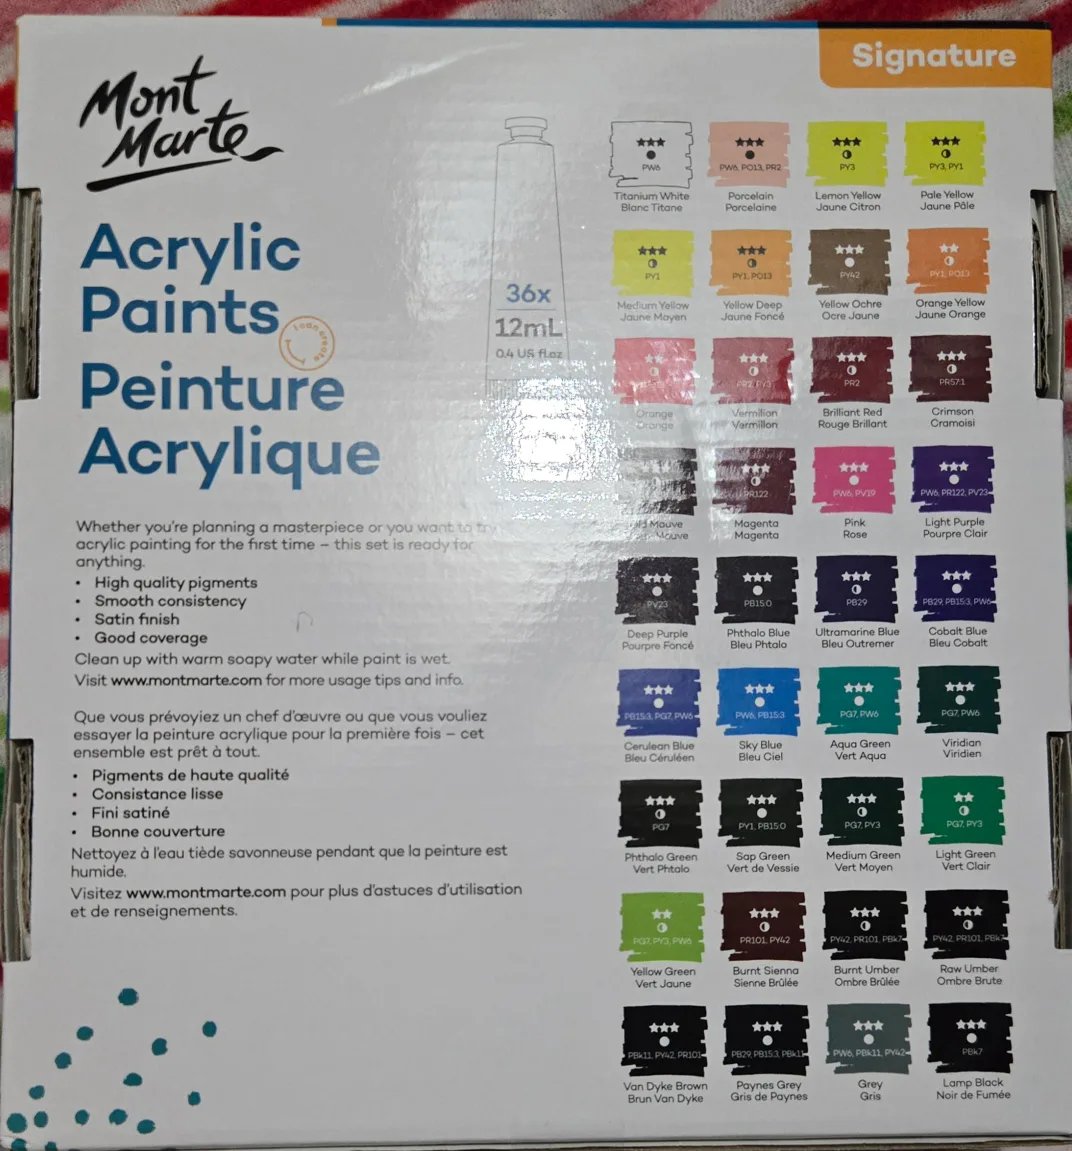 Signature
Mont
Marte
Acrylic
Paints
I can create
Peinture
Acrylique
36x
12mL
0.4 US fl.oz
Whether you're planning a masterpiece or you want to try
acrylic painting for the first time – this set is ready for
anything.
• High quality pigments
• Smooth consistency
• Satin finish
• Good coverage
Clean up with warm soapy water while paint is wet.
Visit www.montmarte.com for more usage tips and info.
Que vous prévoyiez un chef d'œuvre ou que vous vouliez
essayer la peinture acrylique pour la première fois – cet
ensemble est prêt à tout.
• Pigments de haute qualité
• Consistance lisse
• Fini satiné
• Bonne couverture
Nettoyez à l'eau tiède savonneuse pendant que la peinture est
humide.
Visitez www.montmarte.com pour plus d'astuces d'utilisation
et de renseignements.
PW6
Titanium White
Blanc Titane
PW6, PO13, PR2
Porcelain
Porcelaine
PY3
Lemon Yellow
Jaune Citron
PY3, PY1
Pale Yellow
Jaune Pâle
PY1
Medium Yellow
Jaune Moyen
PY1, PO13
Yellow Deep
Jaune Foncé
PY42
Yellow Ochre
Ocre Jaune
PY1, PO13
Orange Yellow
Jaune Orange
Orange
Orange
PR2, PY3
Vermilion
Vermillon
PR2
Brilliant Red
Rouge Brillant
PR57:1
Crimson
Cramoisi
Mauve
Mauve
PR122
Magenta
Magenta
PW6, PV19
Pink
Rose
PW6, PR122, PV23
Light Purple
Pourpre Clair
PV23
Deep Purple
Pourpre Foncé
PB15:0
Phthalo Blue
Bleu Phtalo
PB29
Ultramarine Blue
Bleu Outremer
PB29, PB15:3, PW6
Cobalt Blue
Bleu Cobalt
PB15:3, PG7, PW6
Cerulean Blue
Bleu Céruléen
PW6, PB15:3
Sky Blue
Bleu Ciel
PG7, PW6
Aqua Green
Vert Aqua
PG7, PW6
Viridian
Viridien
PG7
Phthalo Green
Vert Phtalo
PY1, PB15:0
Sap Green
Vert de Vessie
PG7, PY3
Medium Green
Vert Moyen
PG7, PY3
Light Green
Vert Clair
PG7, PY3, PW6
Yellow Green
Vert Jaune
PR101, PY42
Burnt Sienna
Sienne Brûlée
PY42, PR101, PBk7
Burnt Umber
Ombre Brûlée
PY42, PR101, PBk7
Raw Umber
Ombre Brute
PBk11, PY42, PR101
Van Dyke Brown
Brun Van Dyke
PB29, PB15:3, PBk11
Paynes Grey
Gris de Paynes
PW6, PBk11, PY42
Grey
Gris
PBk7
Lamp Black
Noir de Fumée